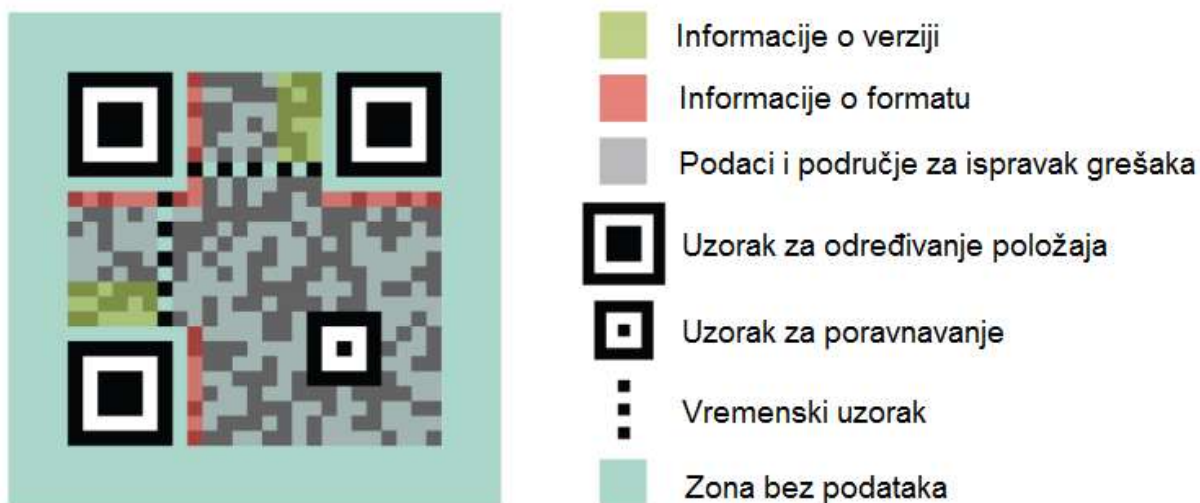 Informacije o verziji
Informacije o formatu
Podaci i područje za ispravak grešaka
Uzorak za određivanje položaja
Uzorak za poravnavanje
Vremenski uzorak
Zona bez podataka